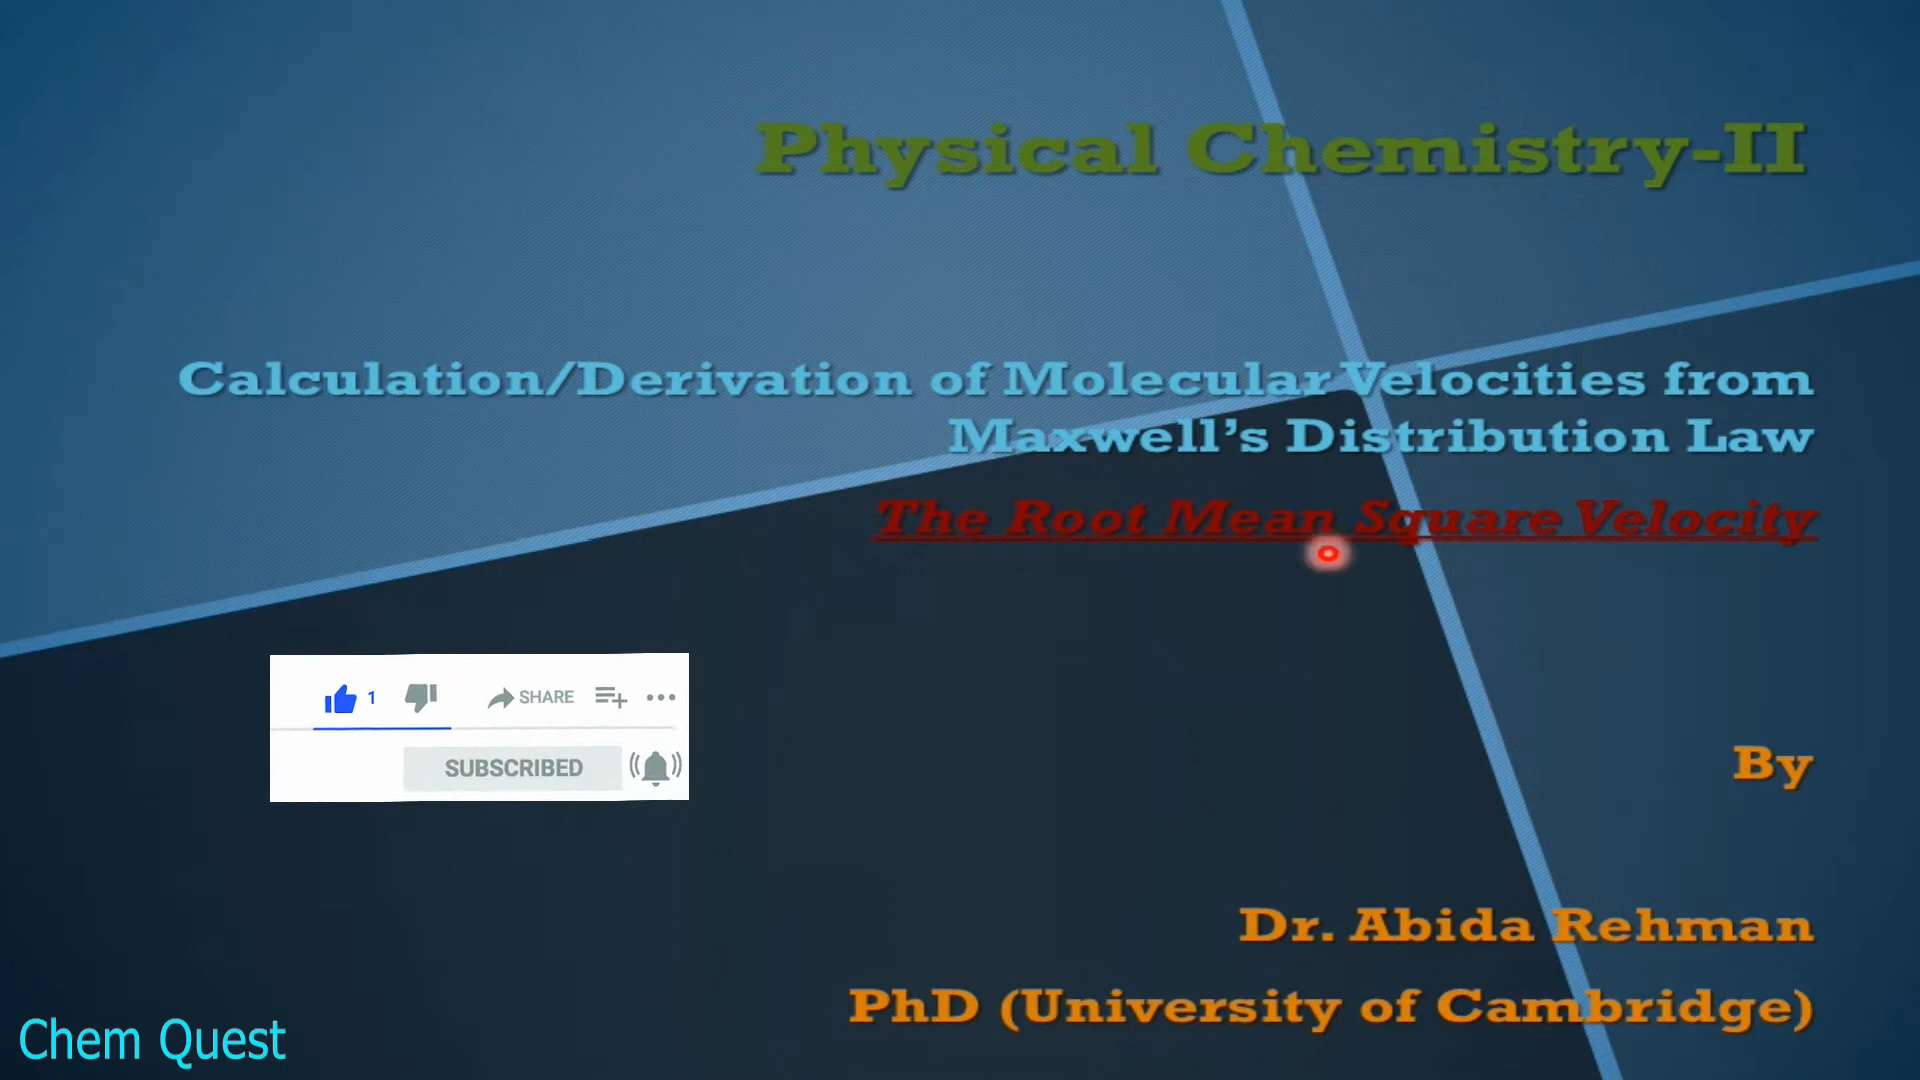 Physical Chemistry-II
Calculation/Derivation of Molecular Velocities from
Maxwell's Distribution Law
The Root Mean Square Velocity
1 SHARE
SUBSCRIBED
By
Dr. Abida Rehman
PhD (University of Cambridge)
Chem Quest